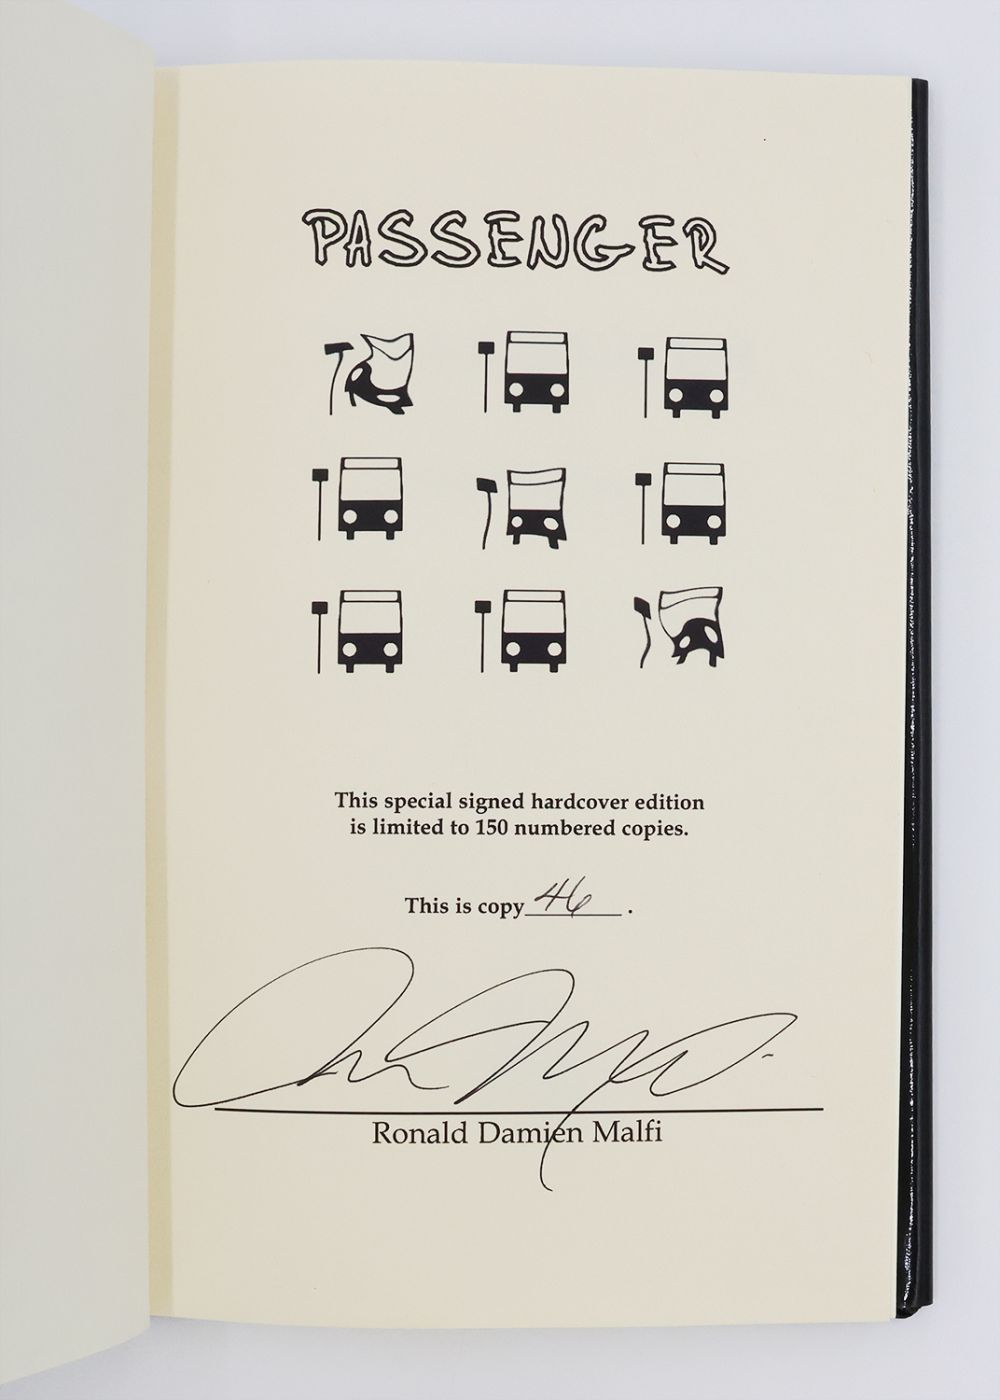 PASSENGER
This special signed hardcover edition
is limited to 150 numbered copies.
This is copy 46 .
Ronald Damien Malfi